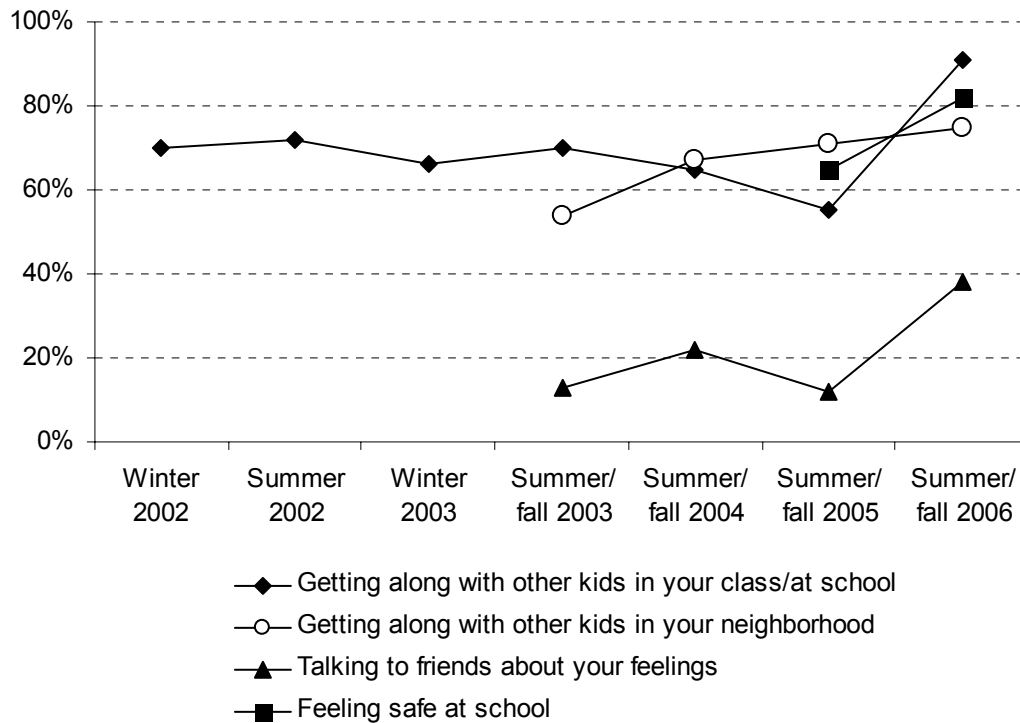 100%
80%
60%
40%
20%
0%
Winter 2002
Summer 2002
Winter 2003
Summer/ fall 2003
Summer/ fall 2004
Summer/ fall 2005
Summer/ fall 2006
Getting along with other kids in your class/at school
Getting along with other kids in your neighborhood
Talking to friends about your feelings
Feeling safe at school